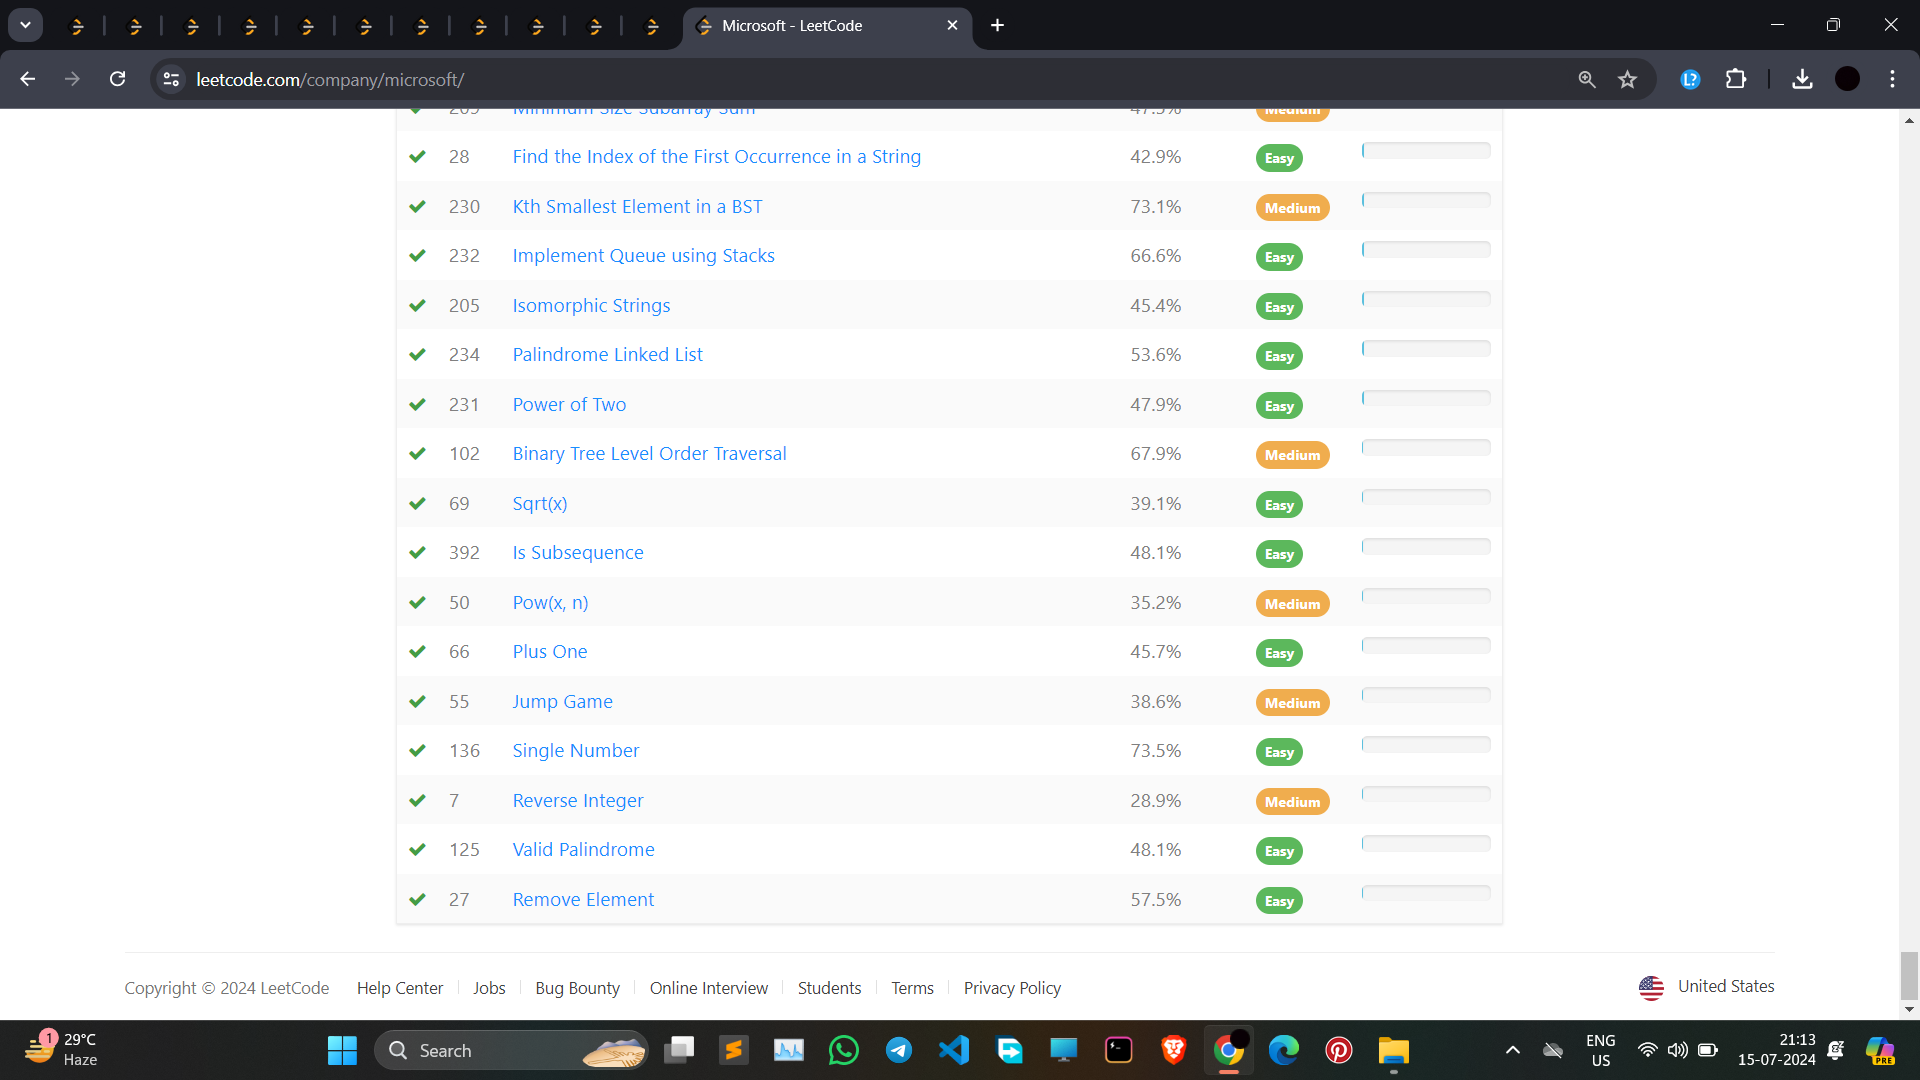 Microsoft - LeetCode
leetcode.com/company/microsoft/
209 Minimum Size Subarray Sum 47.5% Medium
28 Find the Index of the First Occurrence in a String 42.9% Easy
230 Kth Smallest Element in a BST 73.1% Medium
232 Implement Queue using Stacks 66.6% Easy
205 Isomorphic Strings 45.4% Easy
234 Palindrome Linked List 53.6% Easy
231 Power of Two 47.9% Easy
102 Binary Tree Level Order Traversal 67.9% Medium
69 Sqrt(x) 39.1% Easy
392 Is Subsequence 48.1% Easy
50 Pow(x, n) 35.2% Medium
66 Plus One 45.7% Easy
55 Jump Game 38.6% Medium
136 Single Number 73.5% Easy
7 Reverse Integer 28.9% Medium
125 Valid Palindrome 48.1% Easy
27 Remove Element 57.5% Easy
Copyright © 2024 LeetCode Help Center Jobs Bug Bounty Online Interview Students Terms Privacy Policy United States
1 29°C
Haze
Search
ENG
US
21:13
15-07-2024
PRE